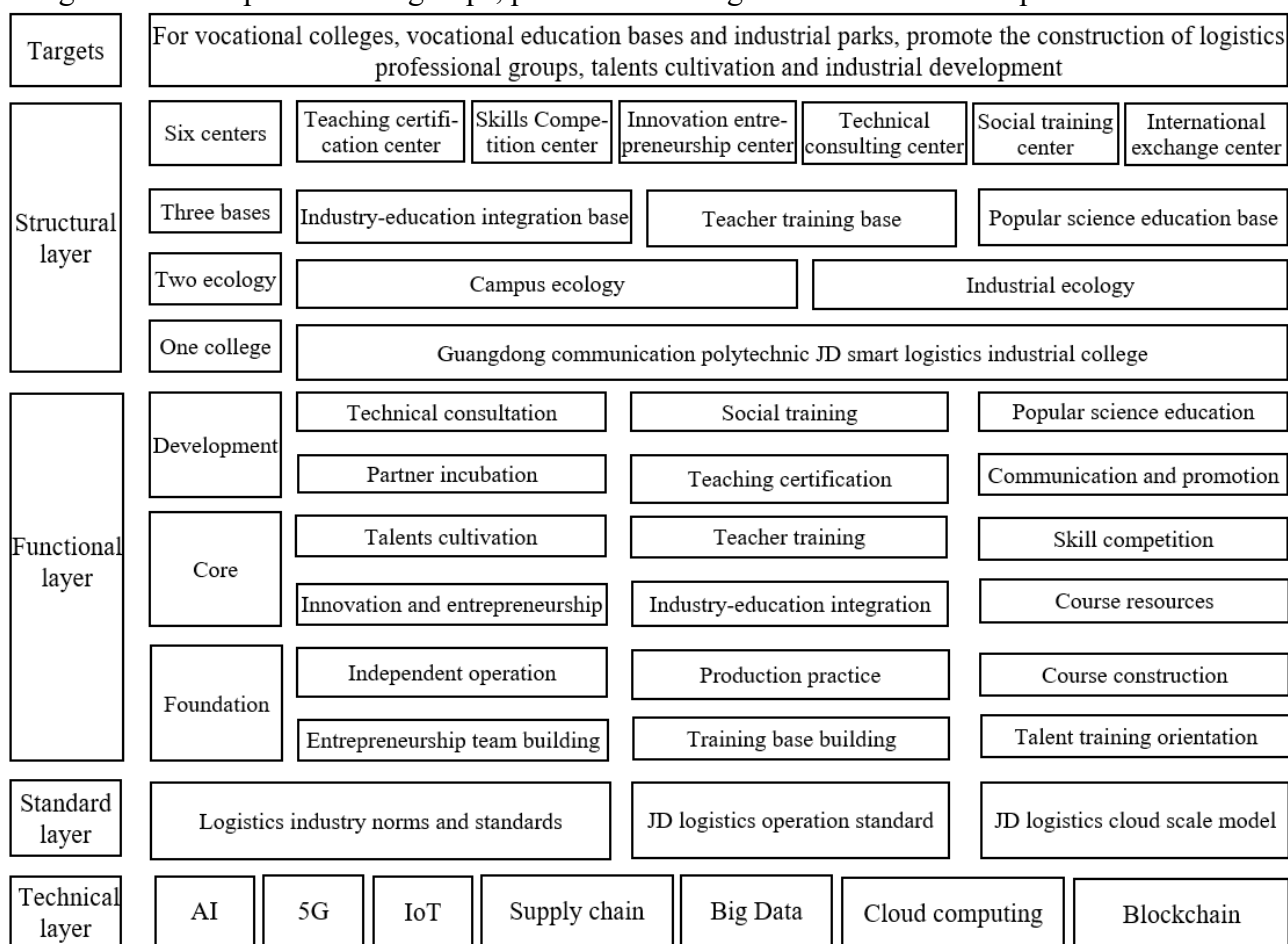 Targets
For vocational colleges, vocational education bases and industrial parks, promote the construction of logistics
professional groups, talents cultivation and industrial development
Structural
layer
Six centers
Teaching certifi-
cation center
Skills Compe-
tition center
Innovation entre-
preneurship center
Technical
consulting center
Social training
center
International
exchange center
Three bases
Industry-education integration base
Teacher training base
Popular science education base
Two ecology
Campus ecology
Industrial ecology
One college
Guangdong communication polytechnic JD smart logistics industrial college
Functional
layer
Development
Technical consultation
Social training
Popular science education
Partner incubation
Teaching certification
Communication and promotion
Core
Talents cultivation
Teacher training
Skill competition
Innovation and entrepreneurship
Industry-education integration
Course resources
Foundation
Independent operation
Production practice
Course construction
Entrepreneurship team building
Training base building
Talent training orientation
Standard
layer
Logistics industry norms and standards
JD logistics operation standard
JD logistics cloud scale model
Technical
layer
AI
5G
IoT
Supply chain
Big Data
Cloud computing
Blockchain